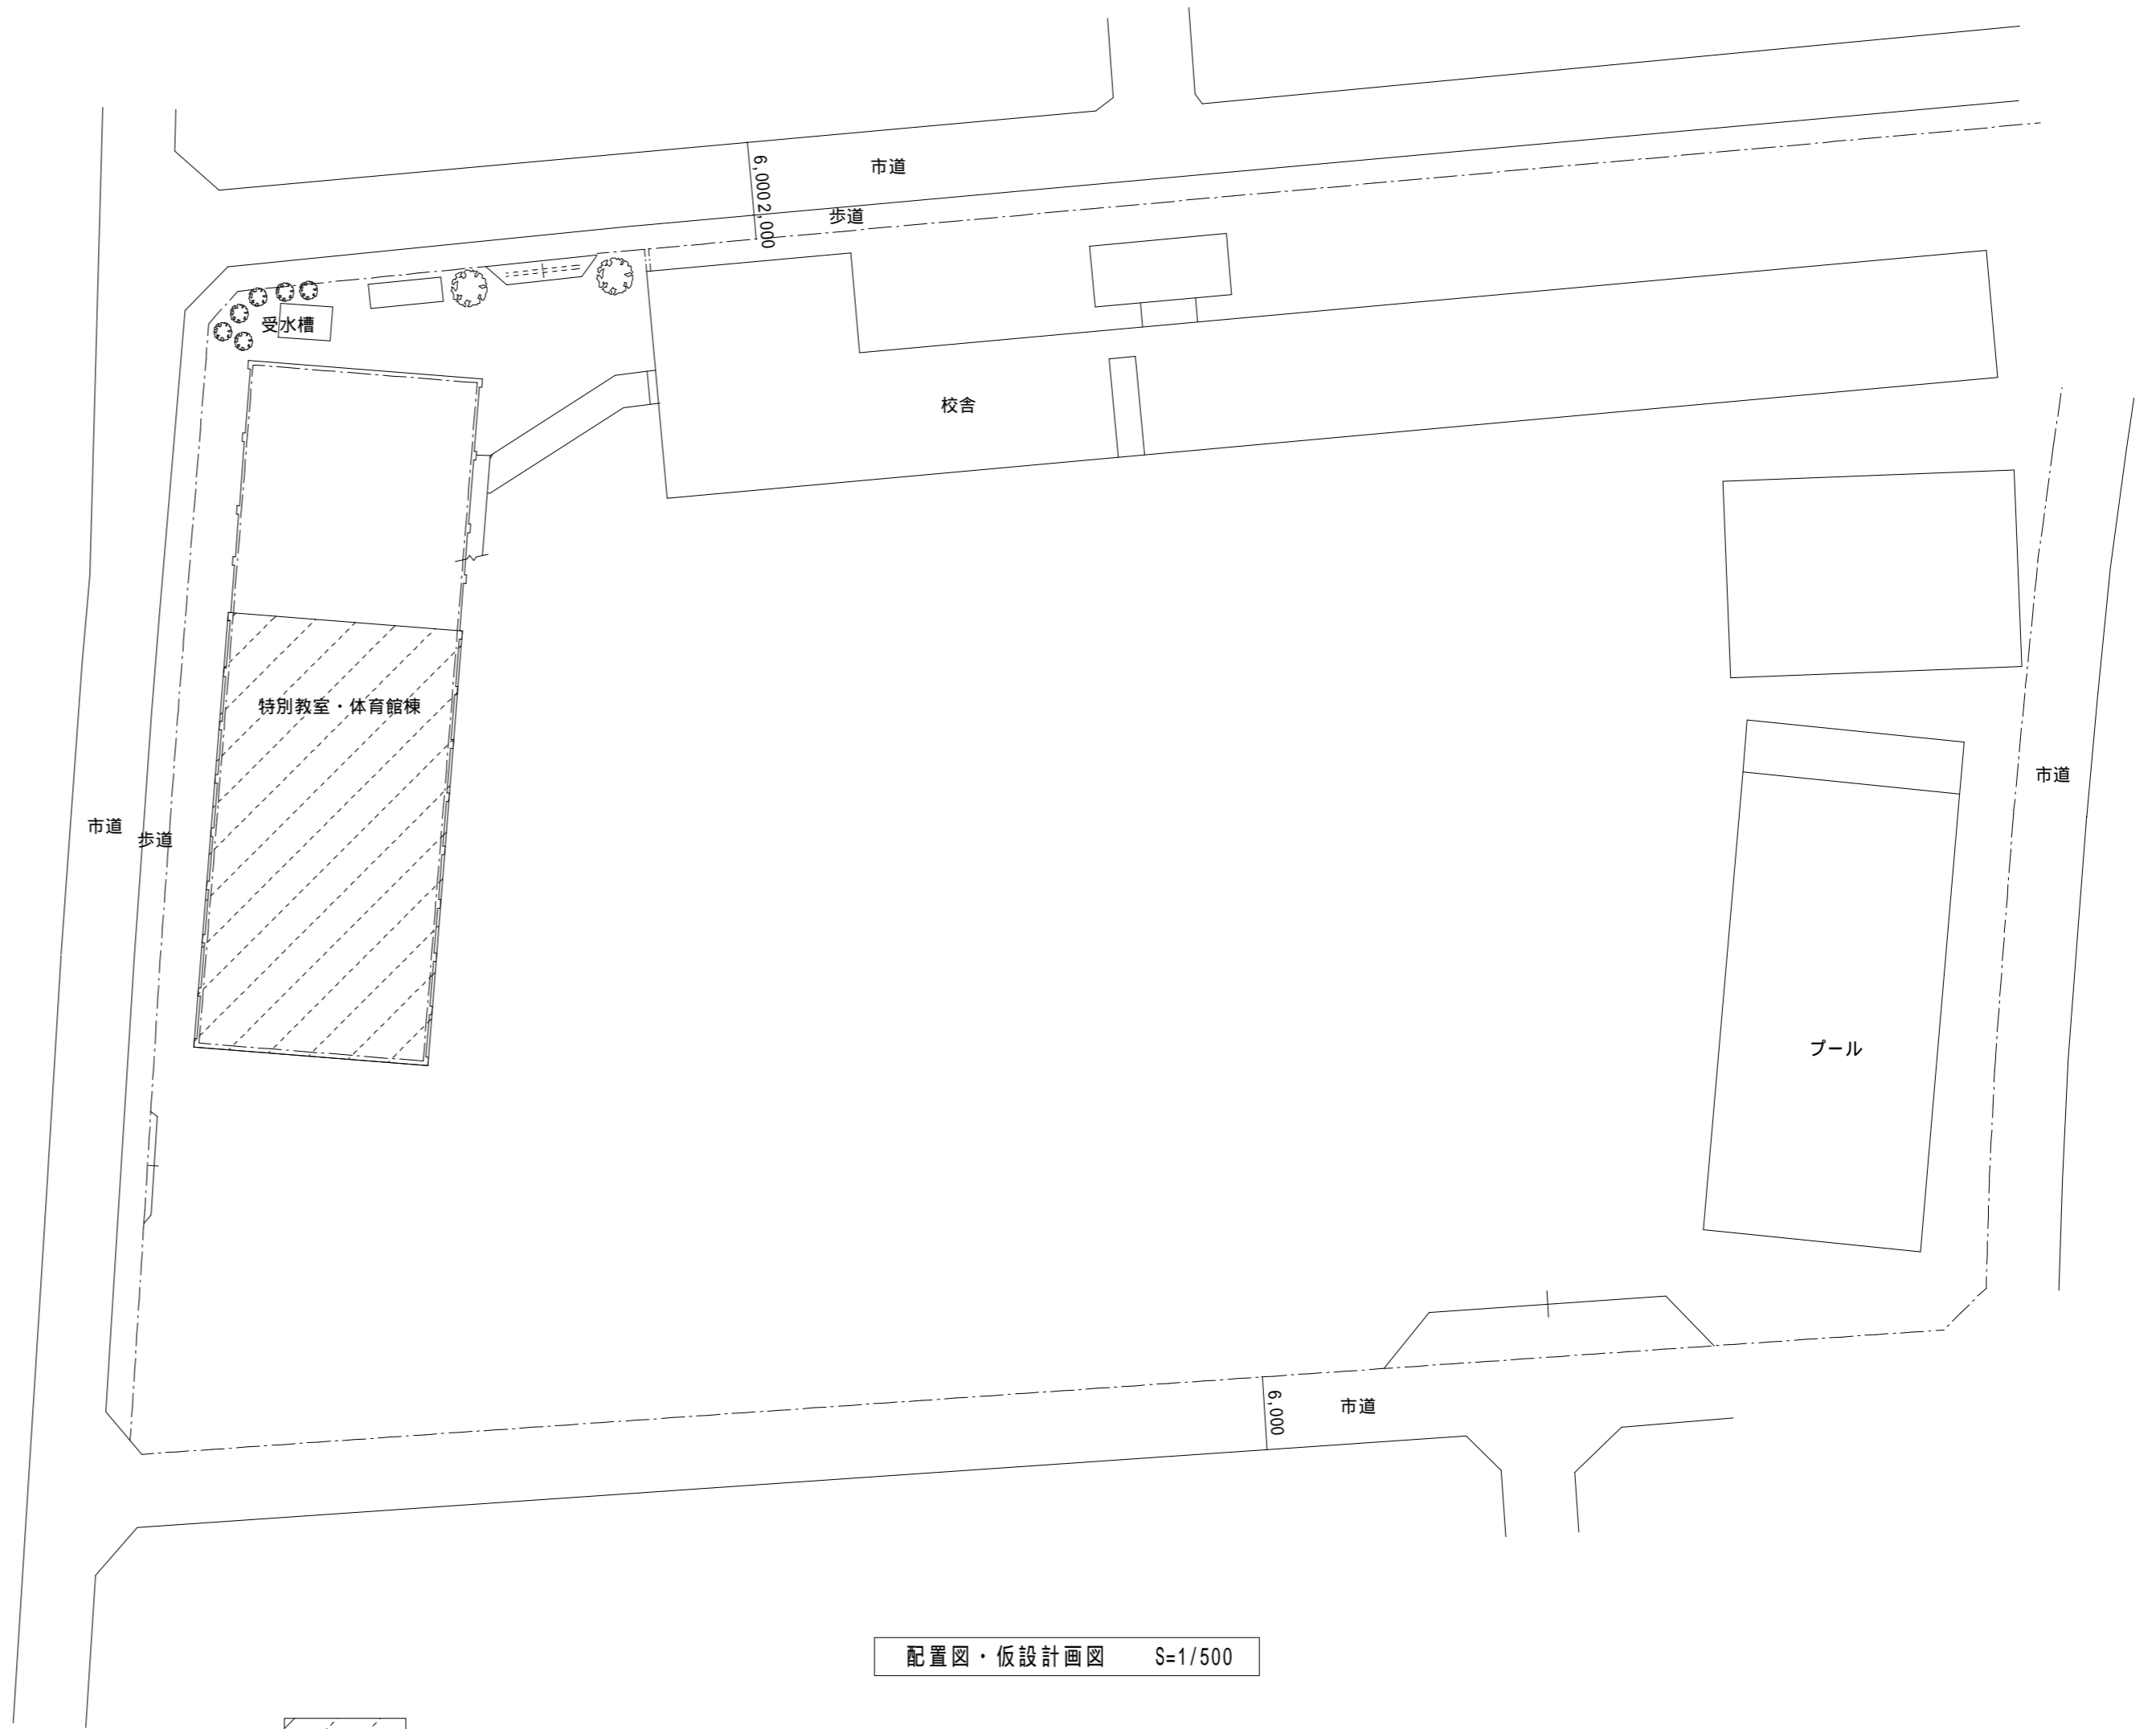 市道
6,000
2,000
歩道
受水槽
校舎
特別教室・体育館棟
市道
市道
歩道
プール
6,000
市道
配置図・仮設計画図 S=1/500